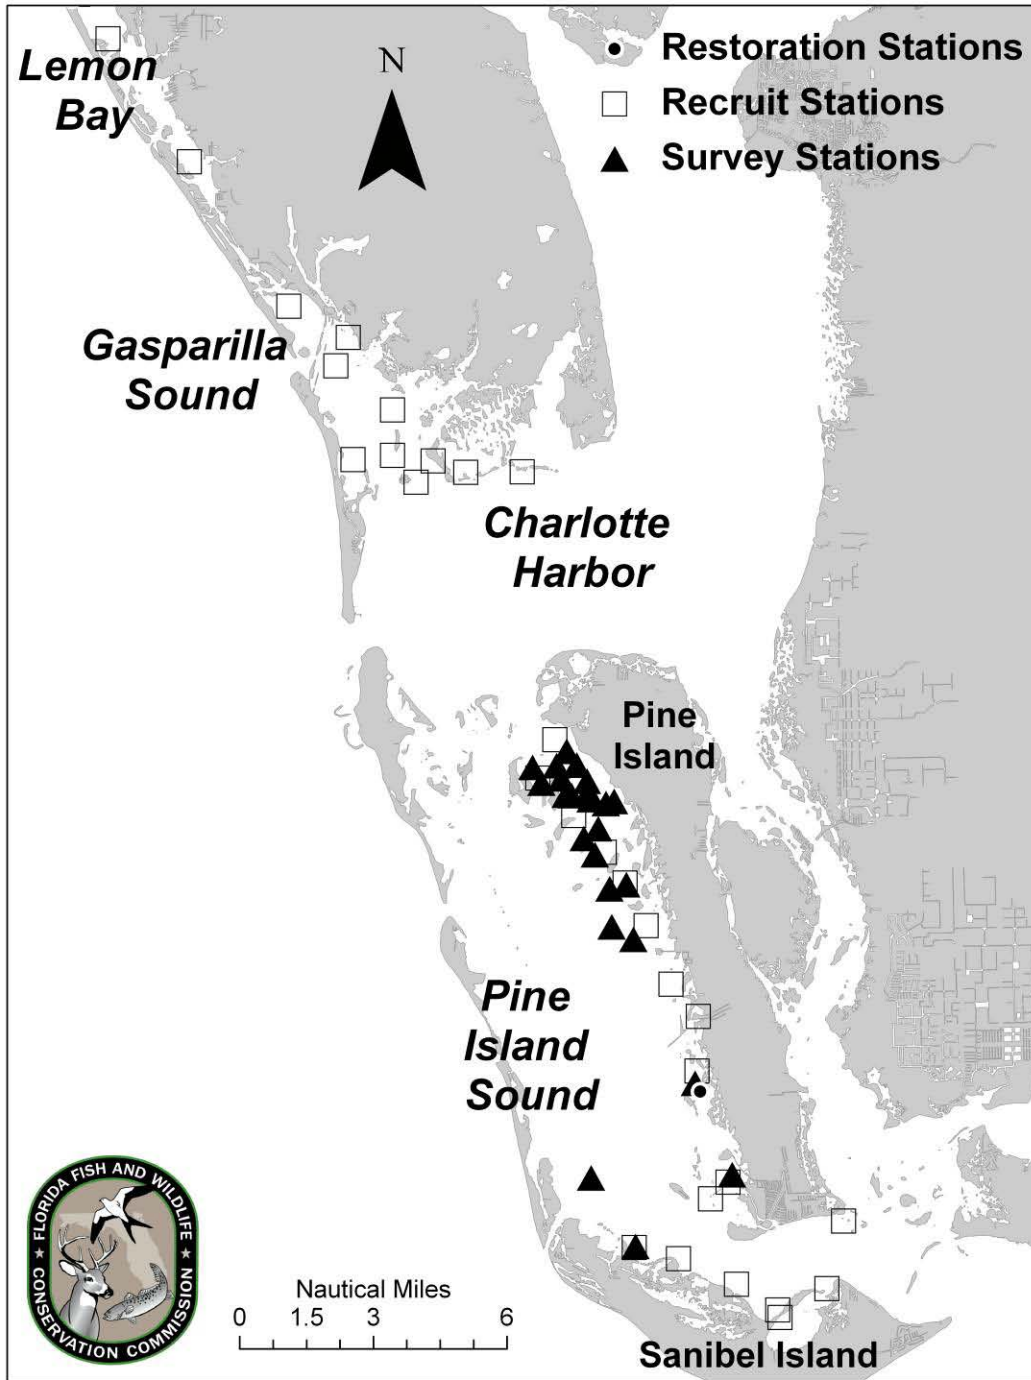 Lemon
Bay
N
Restoration Stations
Recruit Stations
Survey Stations
Gasparilla
Sound
Charlotte
Harbor
Pine
Island
Pine
Island
Sound
FLORIDA FISH AND WILDLIFE
CONSERVATION COMMISSION
Nautical Miles
0 1.5 3 6
Sanibel Island